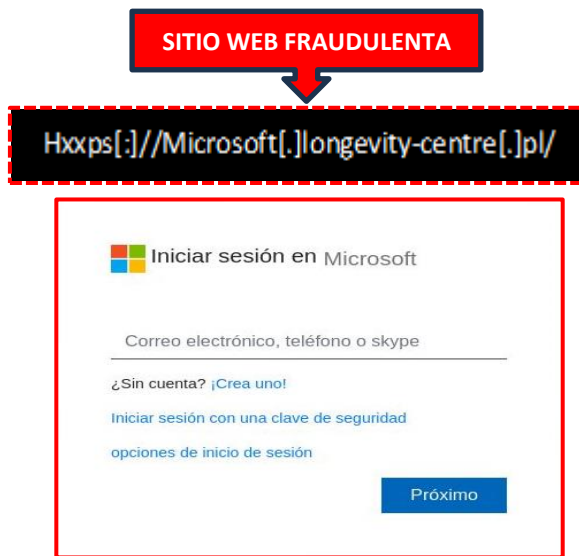 SITIO WEB FRAUDULENTA
Hxxps[:]//Microsoft[.]longevity-centre[.]pl/
Iniciar sesión en Microsoft
Correo electrónico, teléfono o skype
¿Sin cuenta? ¡Crea uno!
Iniciar sesión con una clave de seguridad
opciones de inicio de sesión
Próximo